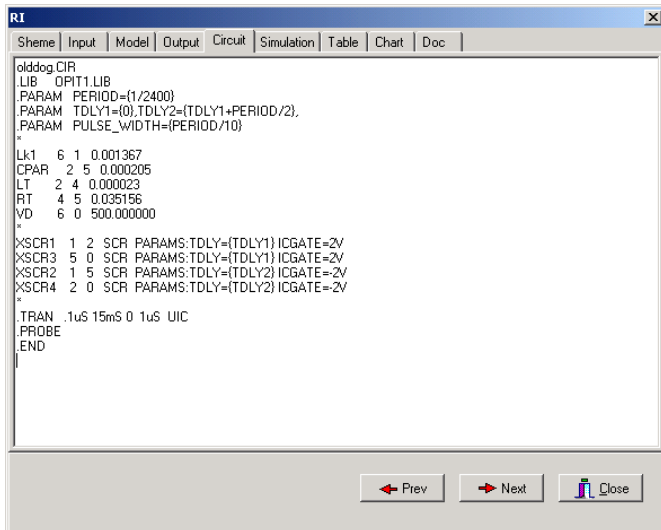 RI
Sheme Input Model Output Circuit Simulation Table Chart Doc
olddog.CIR
.LIB OPIT1.LIB
.PARAM PERIOD={1/2400}
.PARAM TDLY1={0},TDLY2={TDLY1+PERIOD/2},
.PARAM PULSE_WIDTH={PERIOD/10}
*
Lk1 6 1 0.001367
CPAR 2 5 0.000205
LT 2 4 0.000023
RT 4 5 0.035156
VD 6 0 500.000000
*
XSCR1 1 2 SCR PARAMS:TDLY={TDLY1} ICGATE=2V
XSCR3 5 0 SCR PARAMS:TDLY={TDLY1} ICGATE=2V
XSCR2 1 5 SCR PARAMS:TDLY={TDLY2} ICGATE=-2V
XSCR4 2 0 SCR PARAMS:TDLY={TDLY2} ICGATE=-2V
*
.TRAN .1uS 15mS 0 1uS UIC
.PROBE
.END
Prev Next Close